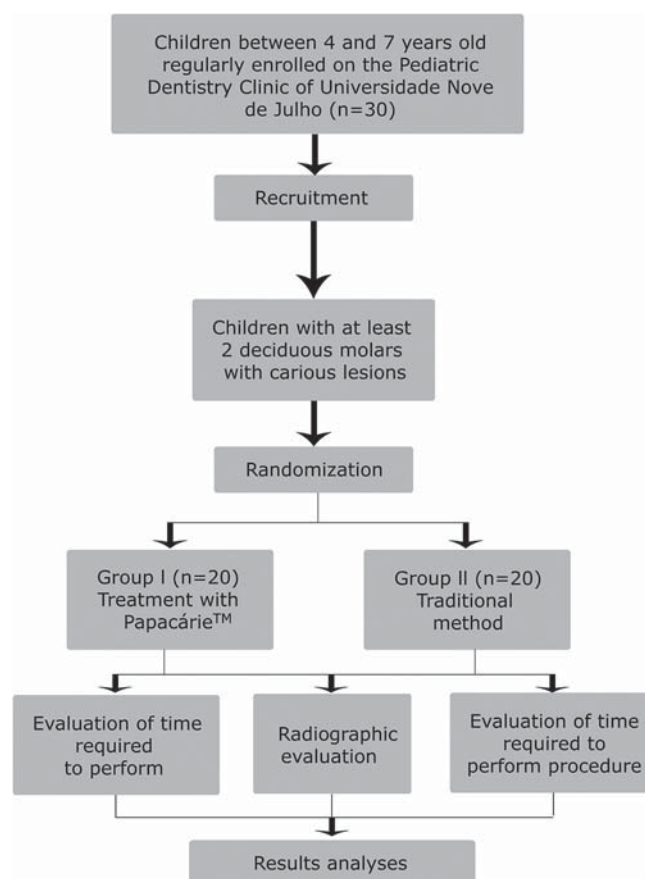 Children between 4 and 7 years old
regularly enrolled on the Pediatric
Dentistry Clinic of Universidade Nove
de Julho (n=30)
Recruitment
Children with at least
2 deciduous molars
with carious lesions
Randomization
Group I (n=20)
Treatment with
Papacárie™
Group II (n=20)
Traditional
method
Evaluation of time
required
to perform
Radiographic
evaluation
Evaluation of time
required to
perform procedure
Results analyses